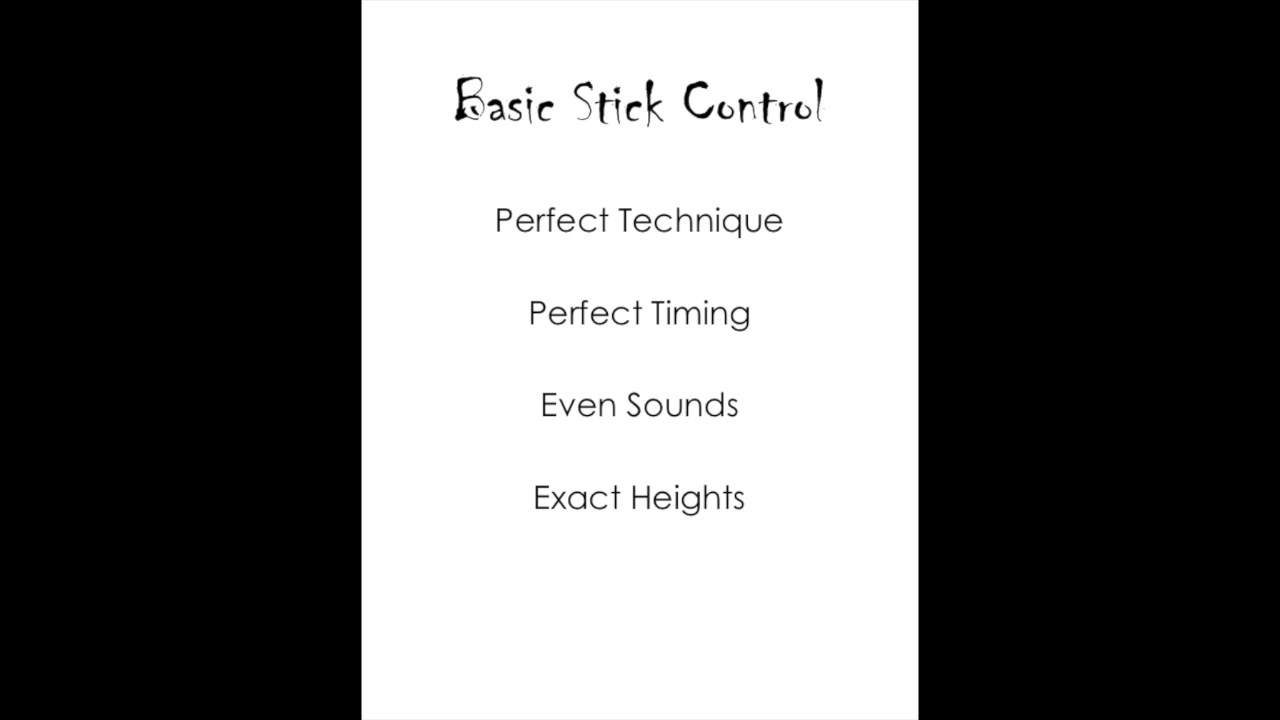 Basic Stick Control
Perfect Technique
Perfect Timing
Even Sounds
Exact Heights